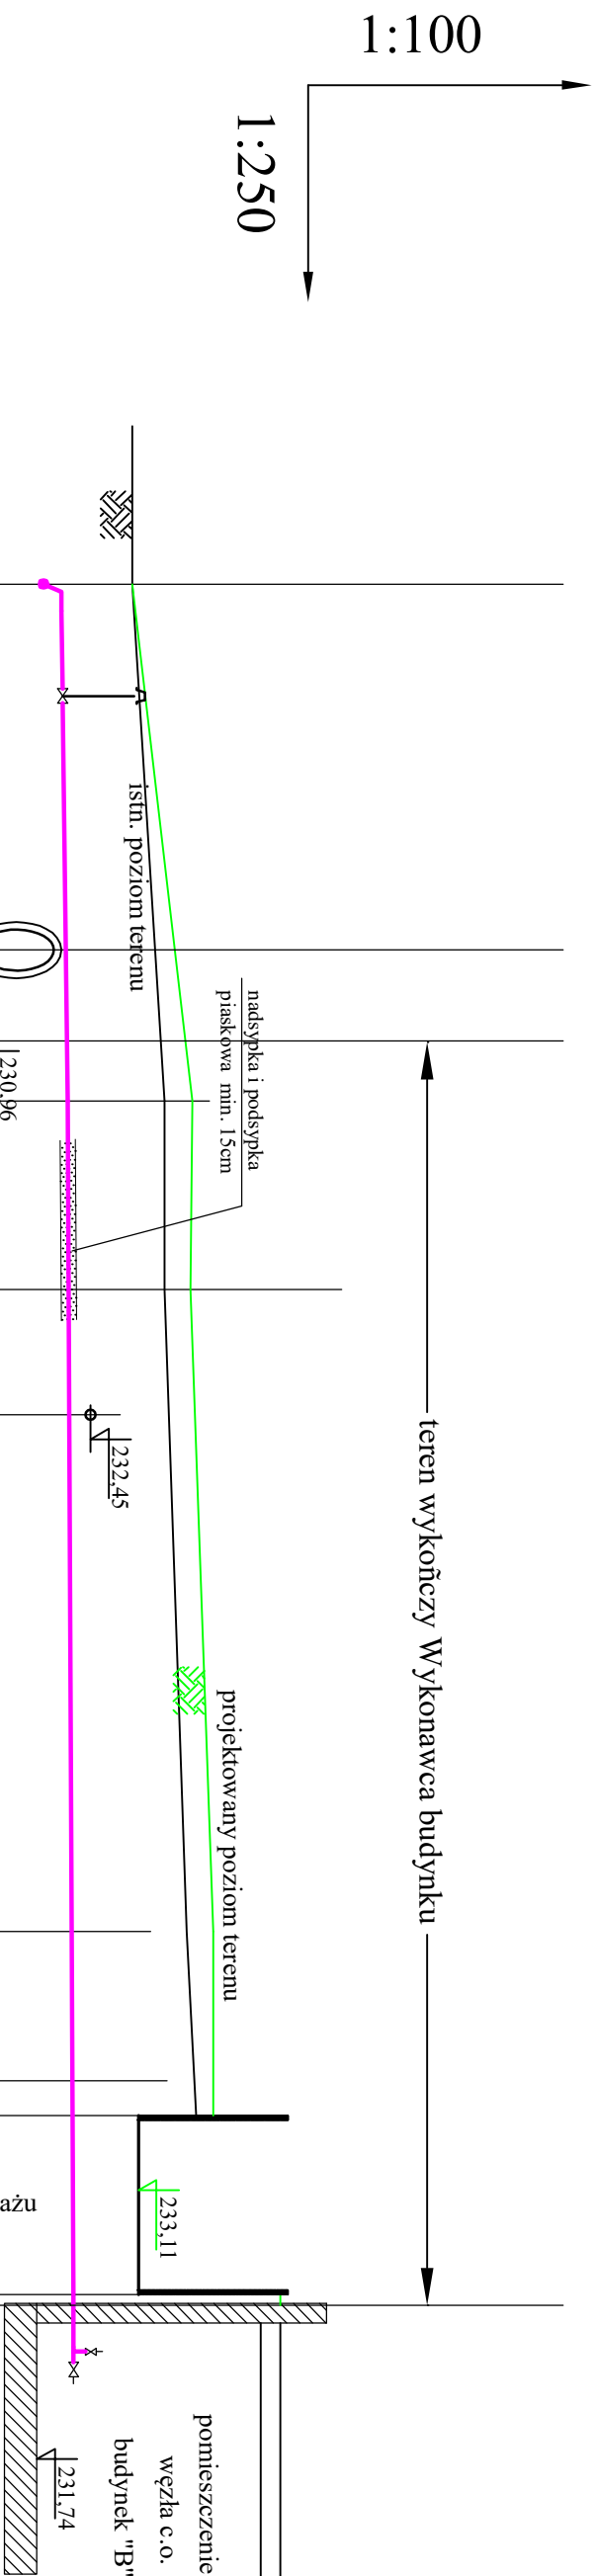 1:100
1:250
istn. poziom terenu
nadsypka i podsypka
piaskowa min. 15cm
230,96
232,45
teren wykoñczy Wykonawca budynku
projektowany poziom terenu
233,11
ażu
pomieszczenie
węzła c.o.
budynek "B"
231,74